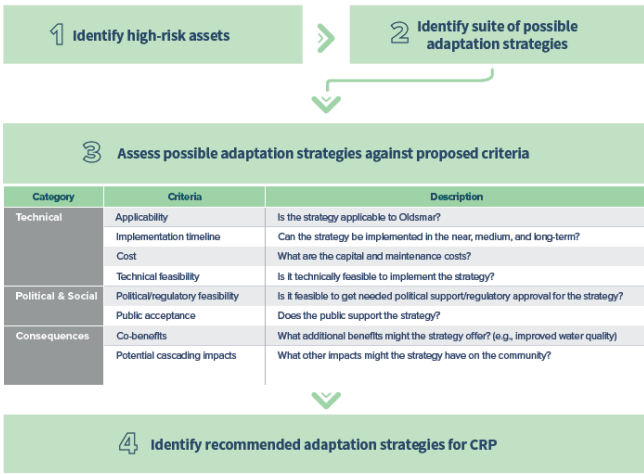 1 Identify high-risk assets
2 Identify suite of possible
adaptation strategies
3 Assess possible adaptation strategies against proposed criteria
Category Criteria Description
Technical Applicability Is the strategy applicable to Oldsmar?
Implementation timeline Can the strategy be implemented in the near, medium, and long-term?
Cost What are the capital and maintenance costs?
Technical feasibility Is it technically feasible to implement the strategy?
Political & Social Political/regulatory feasibility Is it feasible to get needed political support/regulatory approval for the strategy?
Public acceptance Does the public support the strategy?
Consequences Co-benefits What additional benefits might the strategy offer? (e.g., improved water quality)
Potential cascading impacts What other impacts might the strategy have on the community?
4 Identify recommended adaptation strategies for CRP